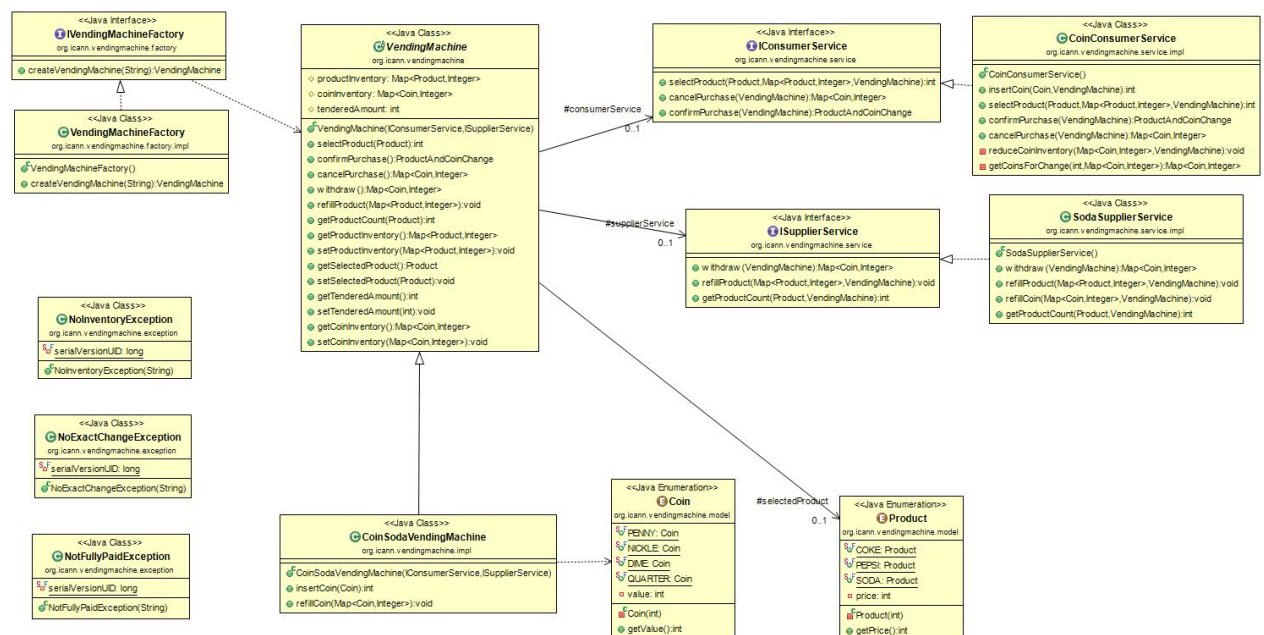 <<Java Interface>>
IVendingMachineFactory
org.icann.vendingmachine.factory
createVendingMachine(String):VendingMachine
<<Java Class>>
VendingMachineFactory
org.icann.vendingmachine.factory.impl
VendingMachineFactory()
createVendingMachine(String):VendingMachine
<<Java Class>>
VendingMachine
org.icann.vendingmachine
productInventory: Map<Product,Integer>
coinInventory: Map<Coin,Integer>
tenderedAmount: int
VendingMachine(IConsumerService,ISupplierService)
selectProduct(Product):int
confirmPurchase():ProductAndCoinChange
cancelPurchase():Map<Coin,Integer>
withdraw():Map<Coin,Integer>
refillProduct(Map<Product,Integer>):void
getProductCount(Product):int
getProductInventory():Map<Product,Integer>
setProductInventory(Map<Product,Integer>):void
getSelectedProduct():Product
setSelectedProduct(Product):void
getTenderedAmount():int
setTenderedAmount(int):void
getCoinInventory():Map<Coin,Integer>
setCoinInventory(Map<Coin,Integer>):void
#consumerService
0..1
<<Java Interface>>
IConsumerService
org.icann.vendingmachine.service
selectProduct(Product,Map<Product,Integer>,VendingMachine):int
cancelPurchase(VendingMachine):Map<Coin,Integer>
confirmPurchase(VendingMachine):ProductAndCoinChange
<<Java Class>>
CoinConsumerService
org.icann.vendingmachine.service.impl
CoinConsumerService()
insertCoin(Coin,VendingMachine):int
selectProduct(Product,Map<Product,Integer>,VendingMachine):int
confirmPurchase(VendingMachine):ProductAndCoinChange
cancelPurchase(VendingMachine):Map<Coin,Integer>
reduceCoinInventory(Map<Coin,Integer>,VendingMachine):void
getCoinsForChange(int,Map<Coin,Integer>):Map<Coin,Integer>
#supplierService
0..1
<<Java Interface>>
ISupplierService
org.icann.vendingmachine.service
withdraw(VendingMachine):Map<Coin,Integer>
refillProduct(Map<Product,Integer>,VendingMachine):void
getProductCount(Product,VendingMachine):int
<<Java Class>>
SodaSupplierService
org.icann.vendingmachine.service.impl
SodaSupplierService()
withdraw(VendingMachine):Map<Coin,Integer>
refillProduct(Map<Product,Integer>,VendingMachine):void
refillCoin(Map<Coin,Integer>,VendingMachine):void
getProductCount(Product,VendingMachine):int
<<Java Class>>
NoInventoryException
org.icann.vendingmachine.exception
serialVersionUID: long
NoInventoryException(String)
<<Java Class>>
NoExactChangeException
org.icann.vendingmachine.exception
serialVersionUID: long
NoExactChangeException(String)
<<Java Class>>
NotFullyPaidException
org.icann.vendingmachine.exception
serialVersionUID: long
NotFullyPaidException(String)
<<Java Class>>
CoinSodaVendingMachine
org.icann.vendingmachine.impl
CoinSodaVendingMachine(IConsumerService,ISupplierService)
insertCoin(Coin):int
refillCoin(Map<Coin,Integer>):void
<<Java Enumeration>>
Coin
org.icann.vendingmachine.model
PENNY: Coin
NICKLE: Coin
DIME: Coin
QUARTER: Coin
value: int
Coin(int)
getValue():int
#selectedProduct
0..1
<<Java Enumeration>>
Product
org.icann.vendingmachine.model
COKE: Product
PEPSI: Product
SODA: Product
price: int
Product(int)
getPrice():int